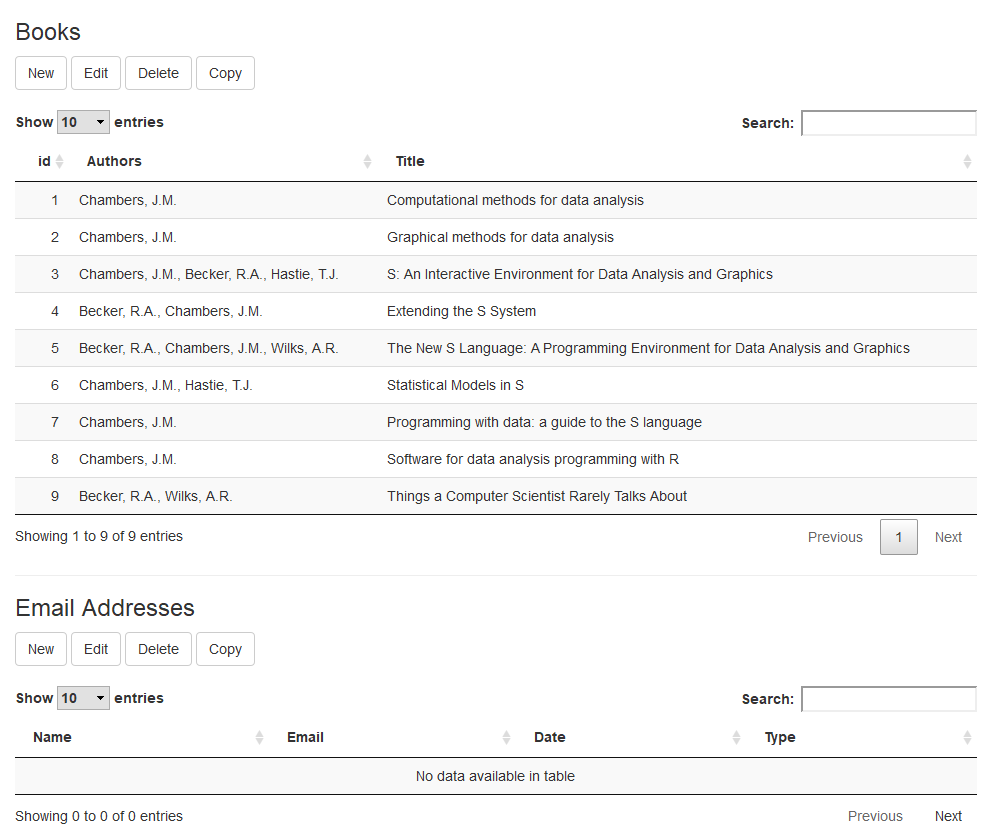 Books
New Edit Delete Copy
Show 10 entries Search:
id Authors Title
1 Chambers, J.M. Computational methods for data analysis
2 Chambers, J.M. Graphical methods for data analysis
3 Chambers, J.M., Becker, R.A., Hastie, T.J. S: An Interactive Environment for Data Analysis and Graphics
4 Becker, R.A., Chambers, J.M. Extending the S System
5 Becker, R.A., Chambers, J.M., Wilks, A.R. The New S Language: A Programming Environment for Data Analysis and Graphics
6 Chambers, J.M., Hastie, T.J. Statistical Models in S
7 Chambers, J.M. Programming with data: a guide to the S language
8 Chambers, J.M. Software for data analysis programming with R
9 Becker, R.A., Wilks, A.R. Things a Computer Scientist Rarely Talks About
Showing 1 to 9 of 9 entries Previous 1 Next
Email Addresses
New Edit Delete Copy
Show 10 entries Search:
Name Email Date Type
No data available in table
Showing 0 to 0 of 0 entries Previous Next